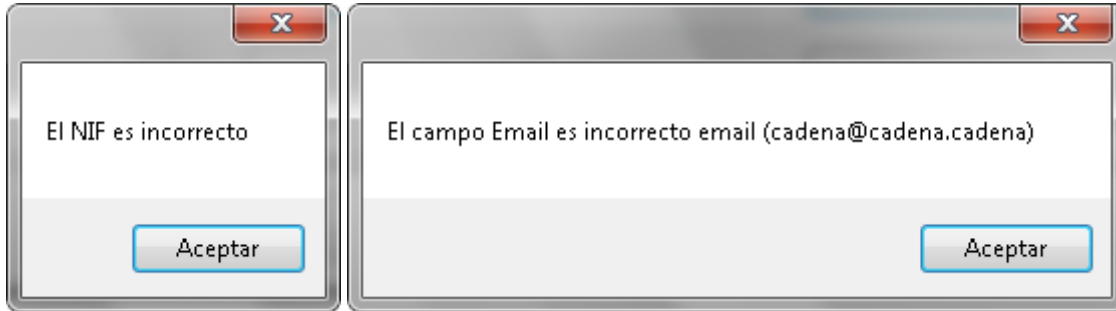 El NIF es incorrecto
Aceptar
El campo Email es incorrecto email (cadena@cadena.cadena)
Aceptar